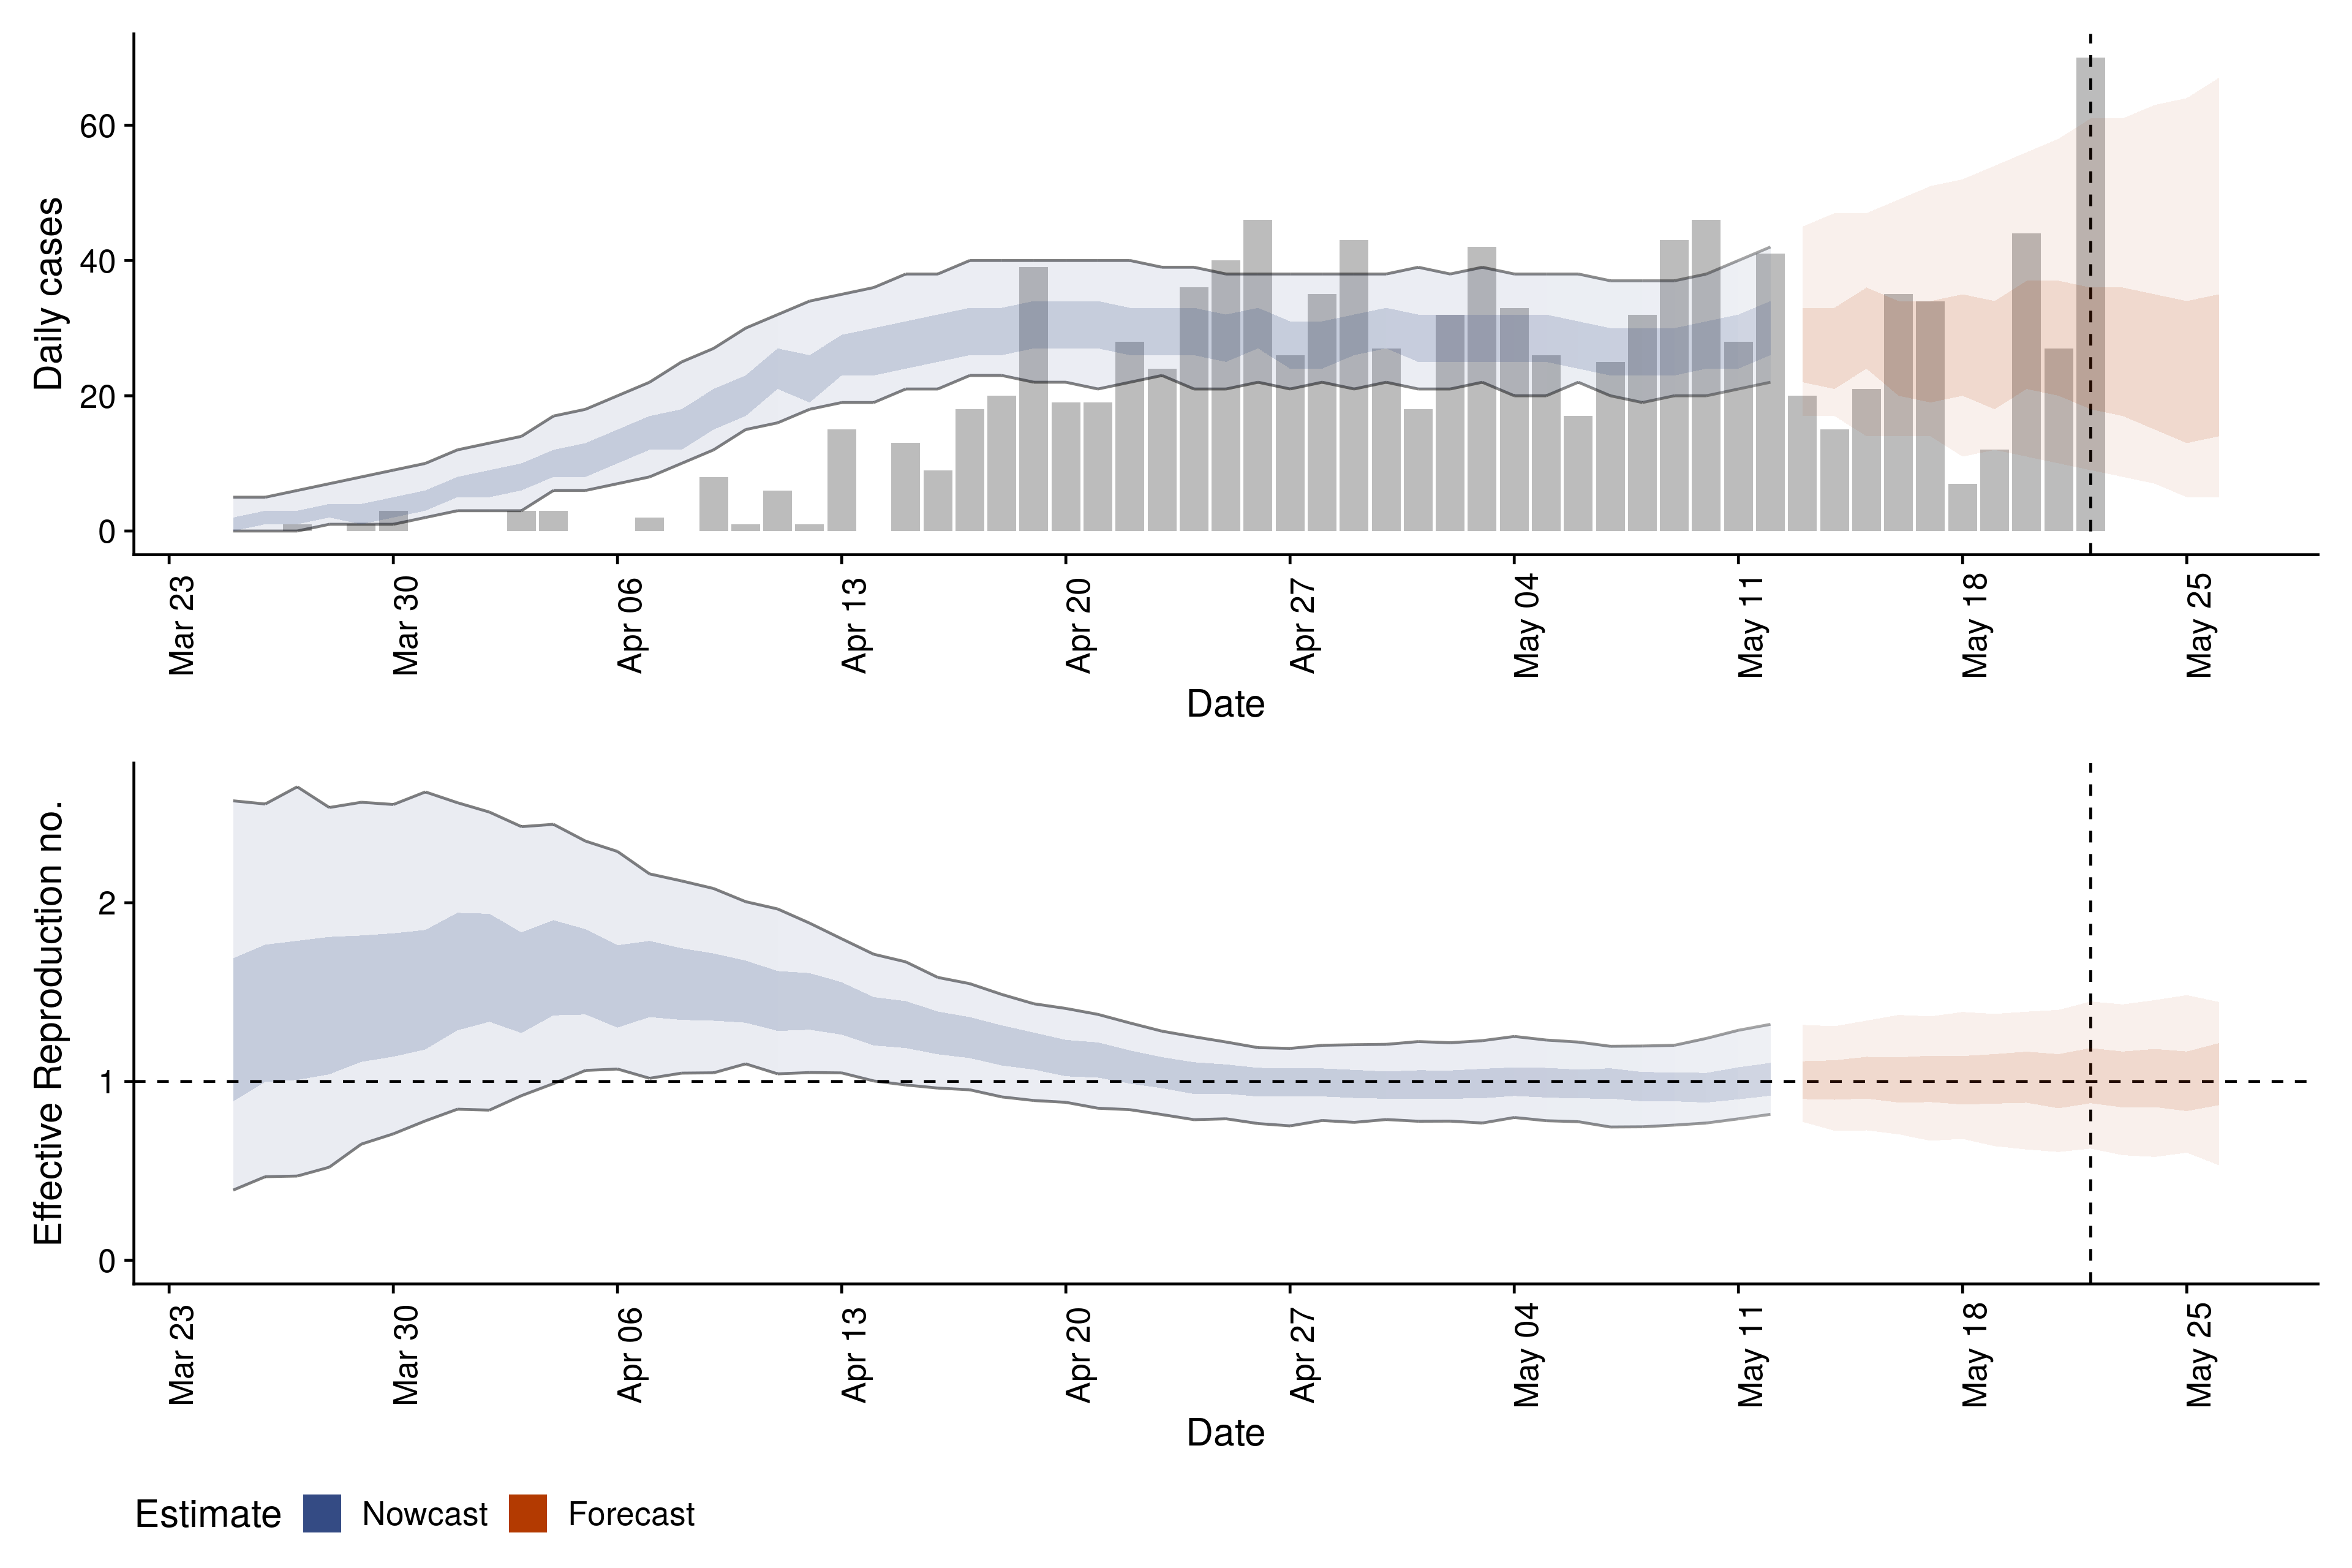 Daily cases
60
40
20
0
Mar 23
Mar 30
Apr 06
Apr 13
Apr 20
Apr 27
May 04
May 11
May 18
May 25
Date
Effective Reproduction no.
2
1
0
Mar 23
Mar 30
Apr 06
Apr 13
Apr 20
Apr 27
May 04
May 11
May 18
May 25
Date
Estimate Nowcast Forecast